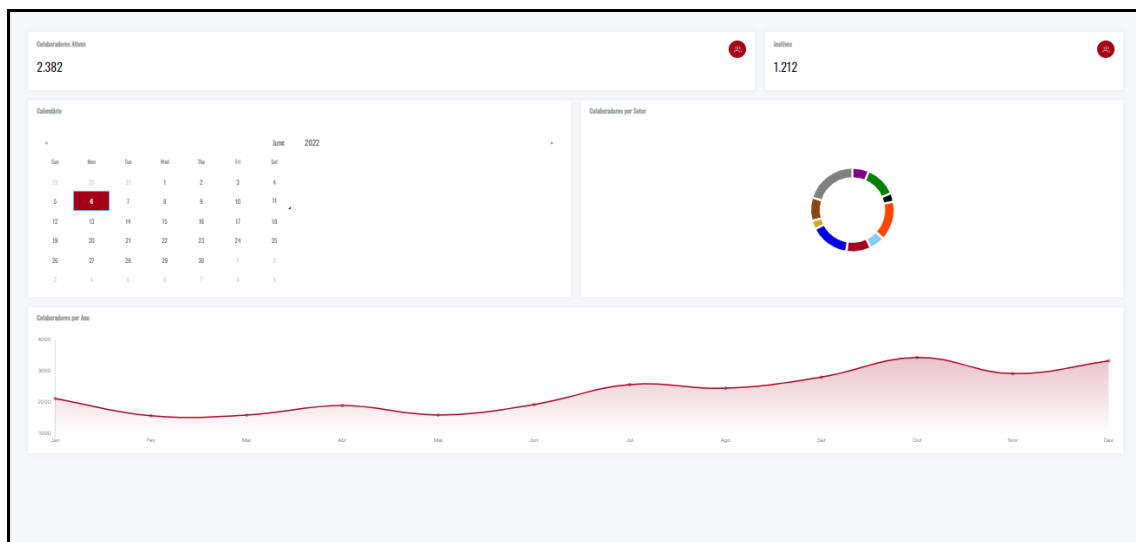 Colaboradores Ativos
2.382
Inativos
1.212
Calendário
« June 2022 »
Sun Mon Tue Wed Thu Fri Sat
29 30 31 1 2 3 4
5 6 7 8 9 10 11
12 13 14 15 16 17 18
19 20 21 22 23 24 25
26 27 28 29 30 1 2
3 4 5 6 7 8 9
Colaboradores por Setor
Colaboradores por Ano
4000
3000
2000
1000
Jan Fev Mar Abr Mai Jun Jul Ago Set Out Nov Dez